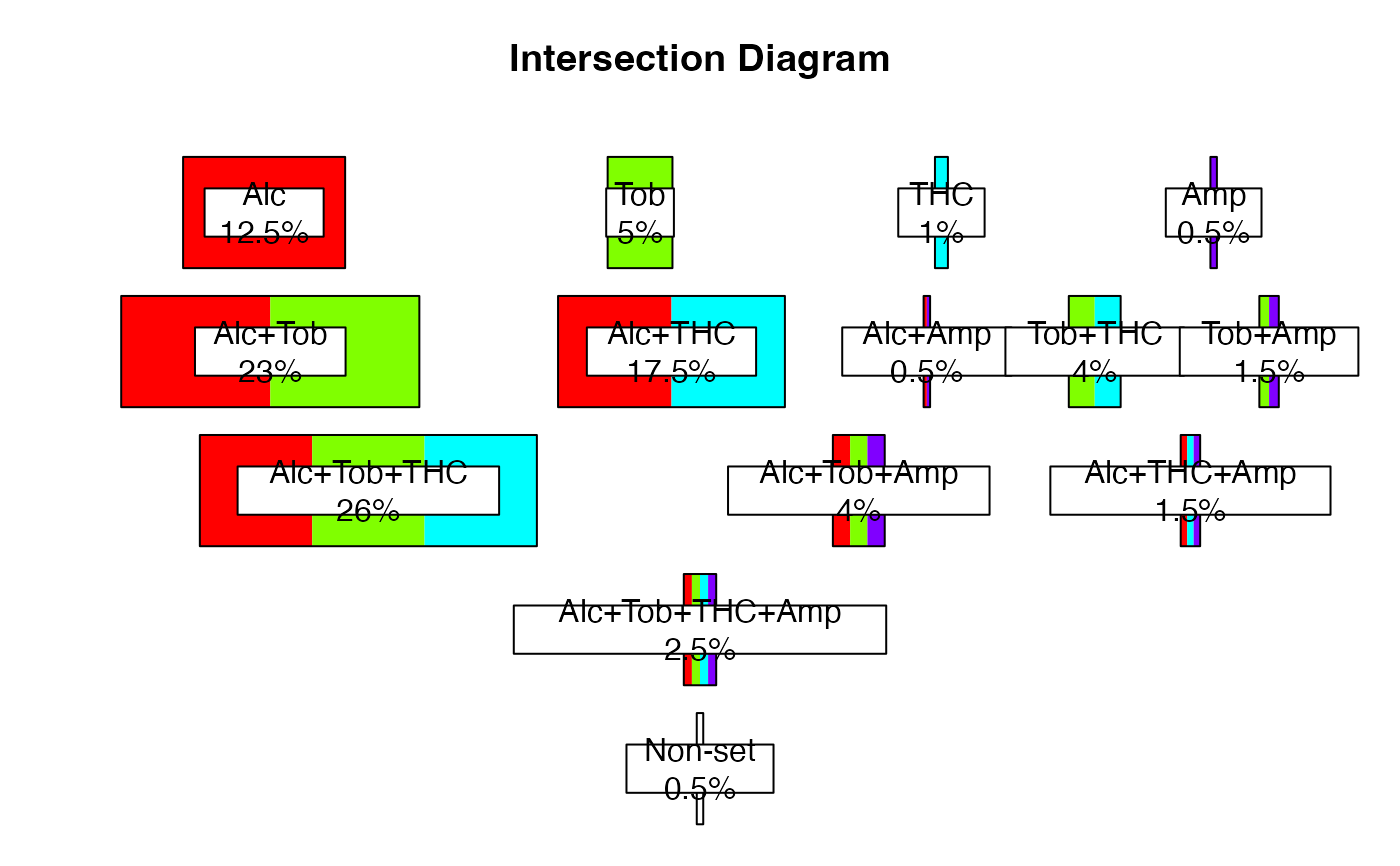 Intersection Diagram
Alc
12.5%
Tob
5%
THC
1%
Amp
0.5%
Alc+Tob
23%
Alc+THC
17.5%
Alc+Amp
0.5%
Tob+THC
4%
Tob+Amp
1.5%
Alc+Tob+THC
26%
Alc+Tob+Amp
4%
Alc+THC+Amp
1.5%
Alc+Tob+THC+Amp
2.5%
Non-set
0.5%